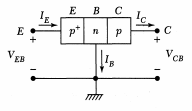 E B C
E I_E p⁺ n p I_C C
+ +
V_EB I_B V_CB
− −